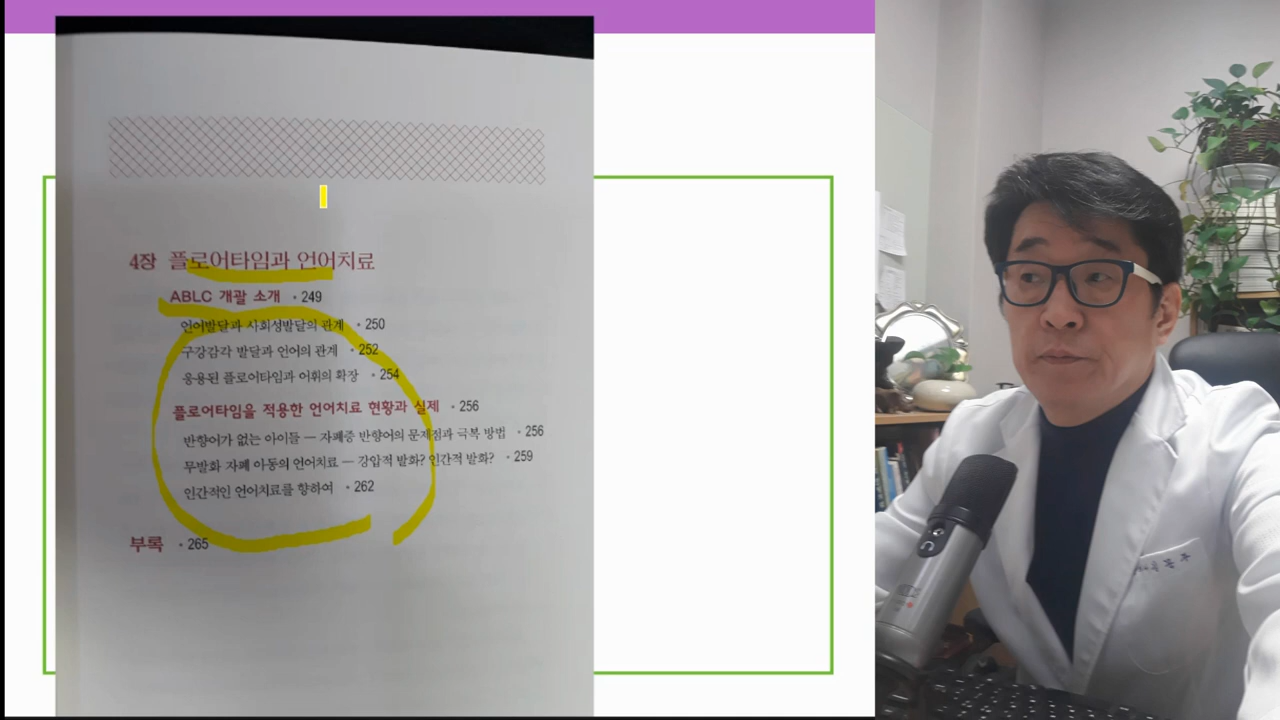 4장 플로어타임과 언어치료
ABLC 개괄 소개 • 249
언어발달과 사회성발달의 관계 • 250
구강감각 발달과 언어의 관계 • 252
응용된 플로어타임과 어휘의 확장 • 254
플로어타임을 적용한 언어치료 현황과 실제 • 256
반향어가 없는 아이들 — 자폐증 반향어의 문제점과 극복 방법 • 256
무발화 자폐 아동의 언어치료 — 강압적 발화? 인간적 발화? • 259
인간적인 언어치료를 향하여 • 262
부록 • 265